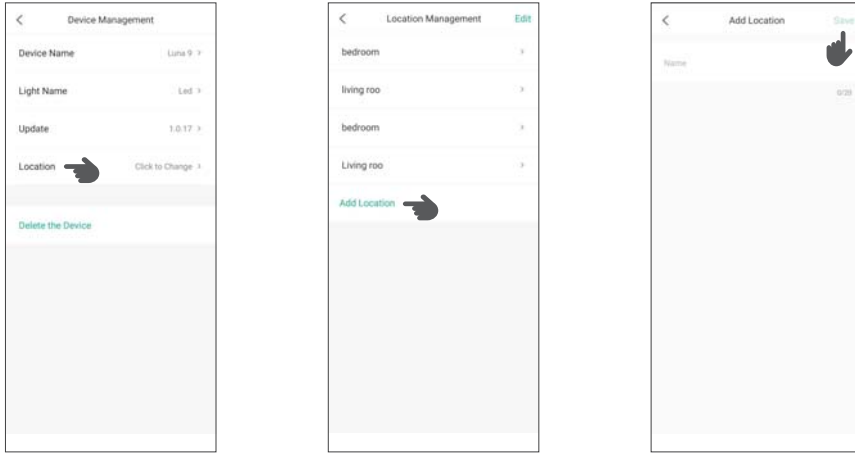 Device Management
Device Name Luna 9
Light Name Led
Update 1.0.17
Location Click to Change
Delete the Device
Location Management Edit
bedroom
living roo
bedroom
Living roo
Add Location
Add Location Save
Name
0/20